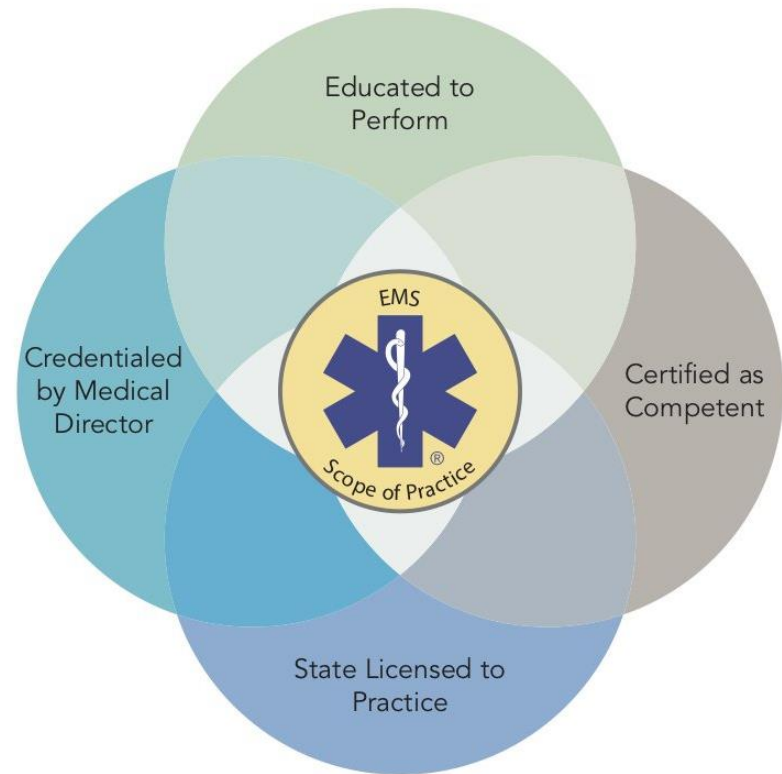 Educated to
Perform
Credentialed
by Medical
Director
EMS
®
Scope of Practice
Certified as
Competent
State Licensed to
Practice